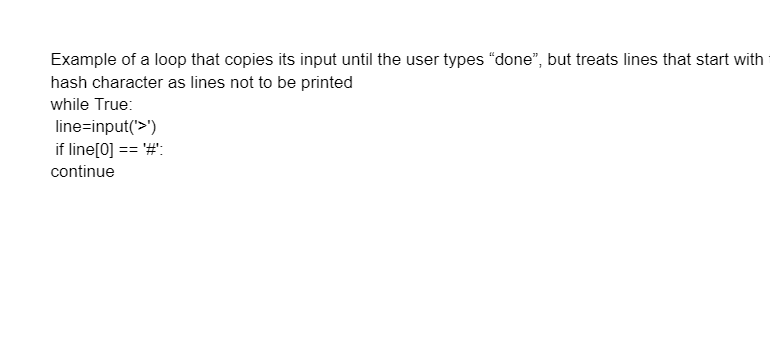 Example of a loop that copies its input until the user types “done”, but treats lines that start with
hash character as lines not to be printed
while True:
line=input('>')
if line[0] == '#':
continue